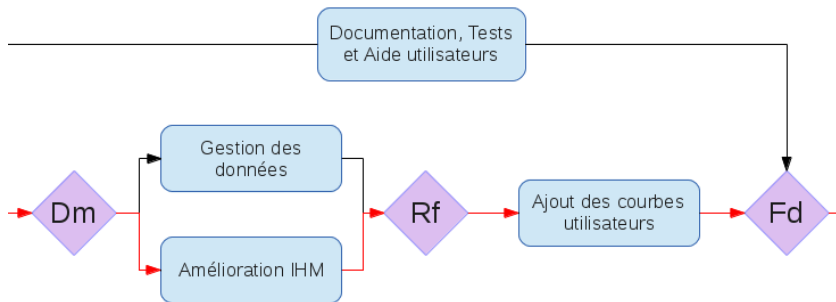 Documentation, Tests
et Aide utilisateurs
Gestion des
données
Dm
Rf
Ajout des courbes
utilisateurs
Fd
Amélioration IHM